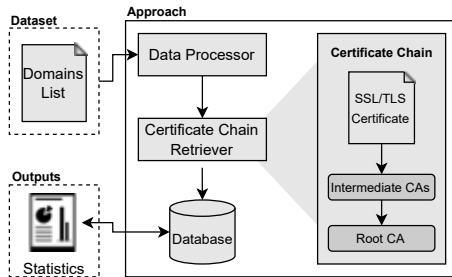 Dataset
Domains
List
Approach
Data Processor
Certificate Chain
Retriever
Database
Outputs
Statistics
Certificate Chain
SSL/TLS
Certificate
Intermediate CAs
Root CA